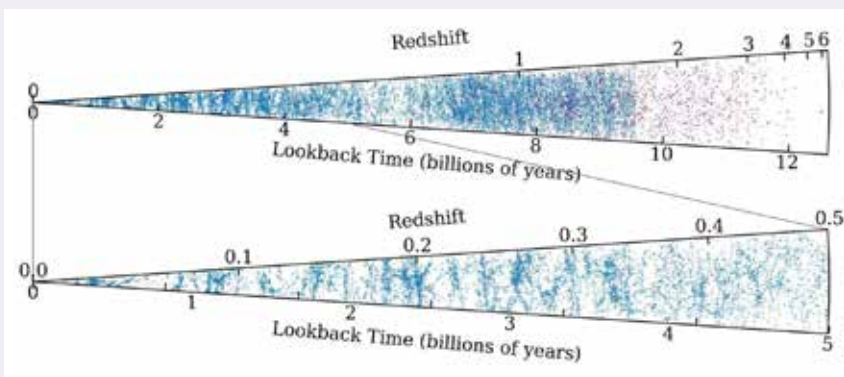 Redshift
0 1 2 3 4 5 6
0 2 4 6 8 10 12
Lookback Time (billions of years)
Redshift
0.0 0.1 0.2 0.3 0.4 0.5
0 1 2 3 4 5
Lookback Time (billions of years)